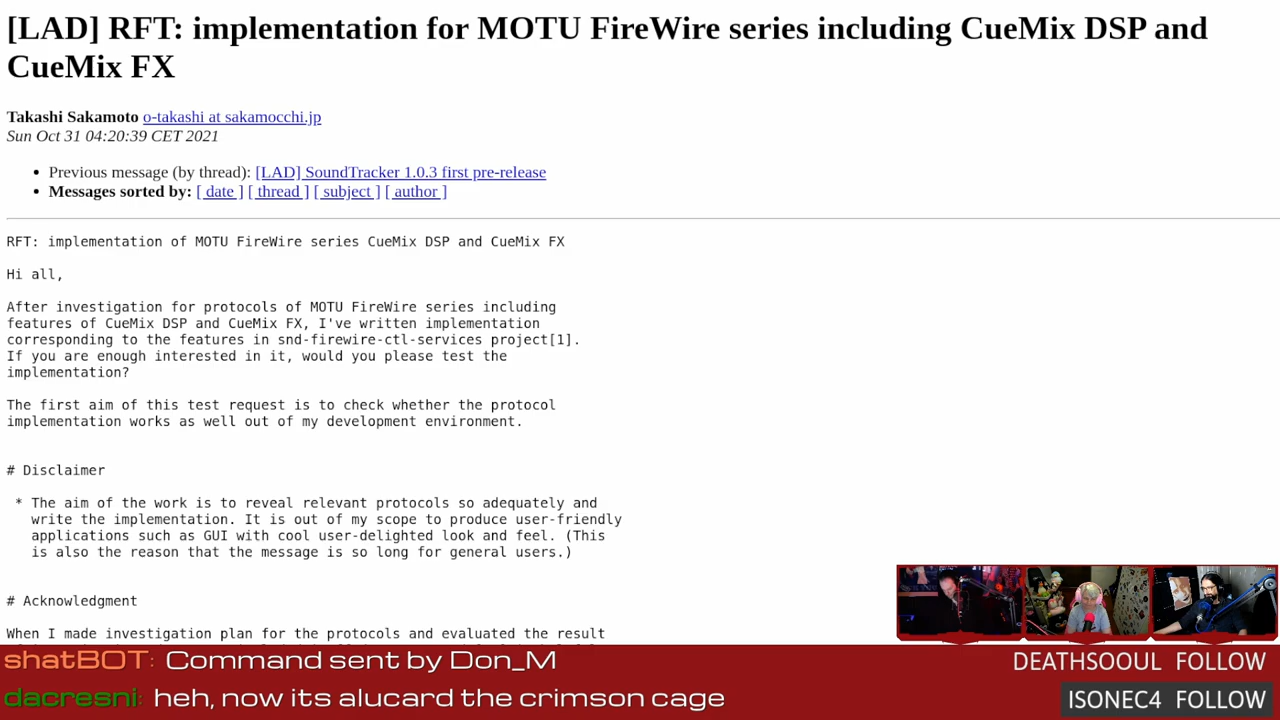 [LAD] RFT: implementation for MOTU FireWire series including CueMix DSP and
CueMix FX
Takashi Sakamoto o-takashi at sakamocchi.jp
Sun Oct 31 04:20:39 CET 2021
• Previous message (by thread): [LAD] SoundTracker 1.0.3 first pre-release
• Messages sorted by: [ date ] [ thread ] [ subject ] [ author ]
RFT: implementation of MOTU FireWire series CueMix DSP and CueMix FX
Hi all,
After investigation for protocols of MOTU FireWire series including
features of CueMix DSP and CueMix FX, I've written implementation
corresponding to the features in snd-firewire-ctl-services project[1].
If you are enough interested in it, would you please test the
implementation?
The first aim of this test request is to check whether the protocol
implementation works as well out of my development environment.
# Disclaimer
* The aim of the work is to reveal relevant protocols so adequately and
write the implementation. It is out of my scope to produce user-friendly
applications such as GUI with cool user-delighted look and feel. (This
is also the reason that the message is so long for general users.)
# Acknowledgment
When I made investigation plan for the protocols and evaluated the result
shatBOT: Command sent by Don_M
dacresni: heh, now its alucard the crimson cage
DEATHSOOUL FOLLOW
ISONEC4 FOLLOW